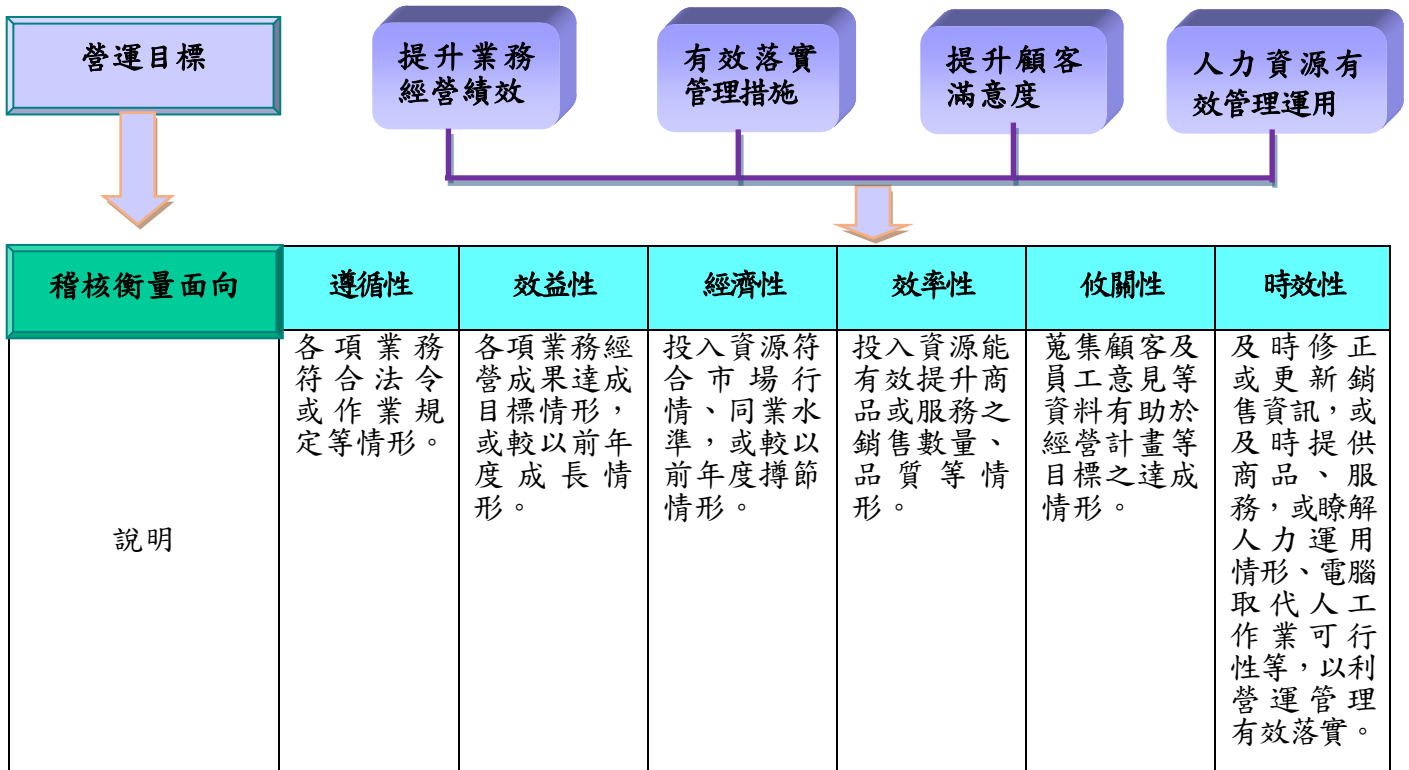 營運目標
提升業務
經營績效
有效落實
管理措施
提升顧客
滿意度
人力資源有
效管理運用
稽核衡量面向
遵循性
效益性
經濟性
效率性
攸關性
時效性
說明
各項業務
符合法令
或作業規
定等情形。
各項業務經
營成果達成
目標情形，
或較以前年
度成長情
形。
投入資源符
合市場行
情、同業水
準，或較以
前年度撙節
情形。
投入資源能
有效提升商
品或服務之
銷售數量、
品質等情
形。
蒐集顧客及
員工意見等
資料有助於
經營計畫等
目標之達成
情形。
及時修正
或更新銷
售資訊，或
及時提供
商品、服
務，或瞭解
人力運用
情形、電腦
取代人工
作業可行
性等，以利
營運管理
有效落實。